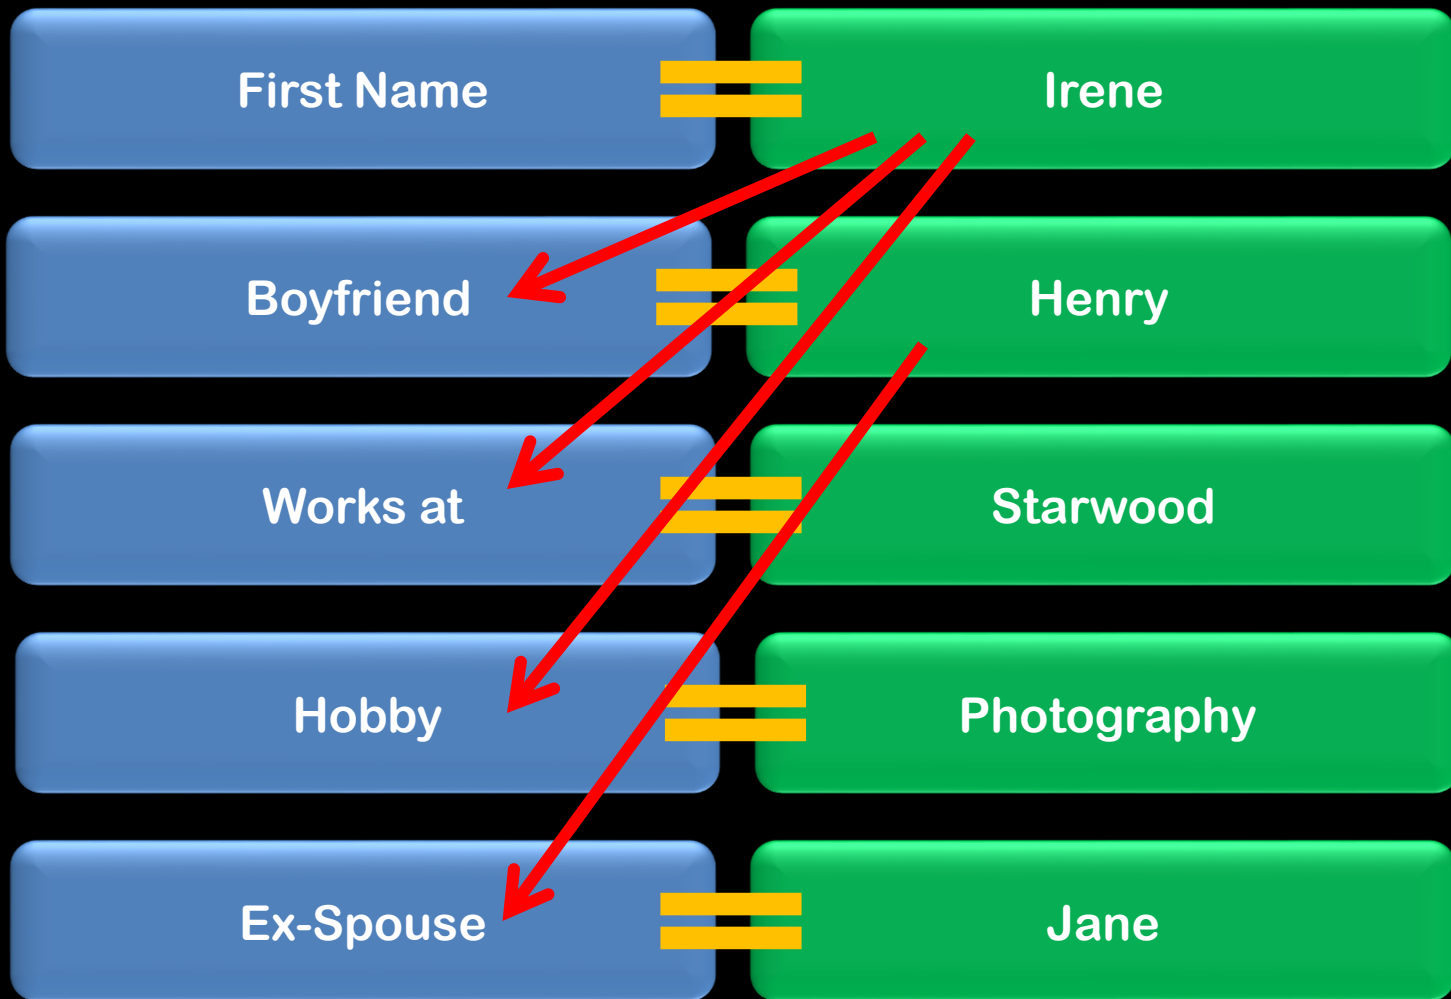 First Name
Irene
Boyfriend
Henry
Works at
Starwood
Hobby
Photography
Ex-Spouse
Jane